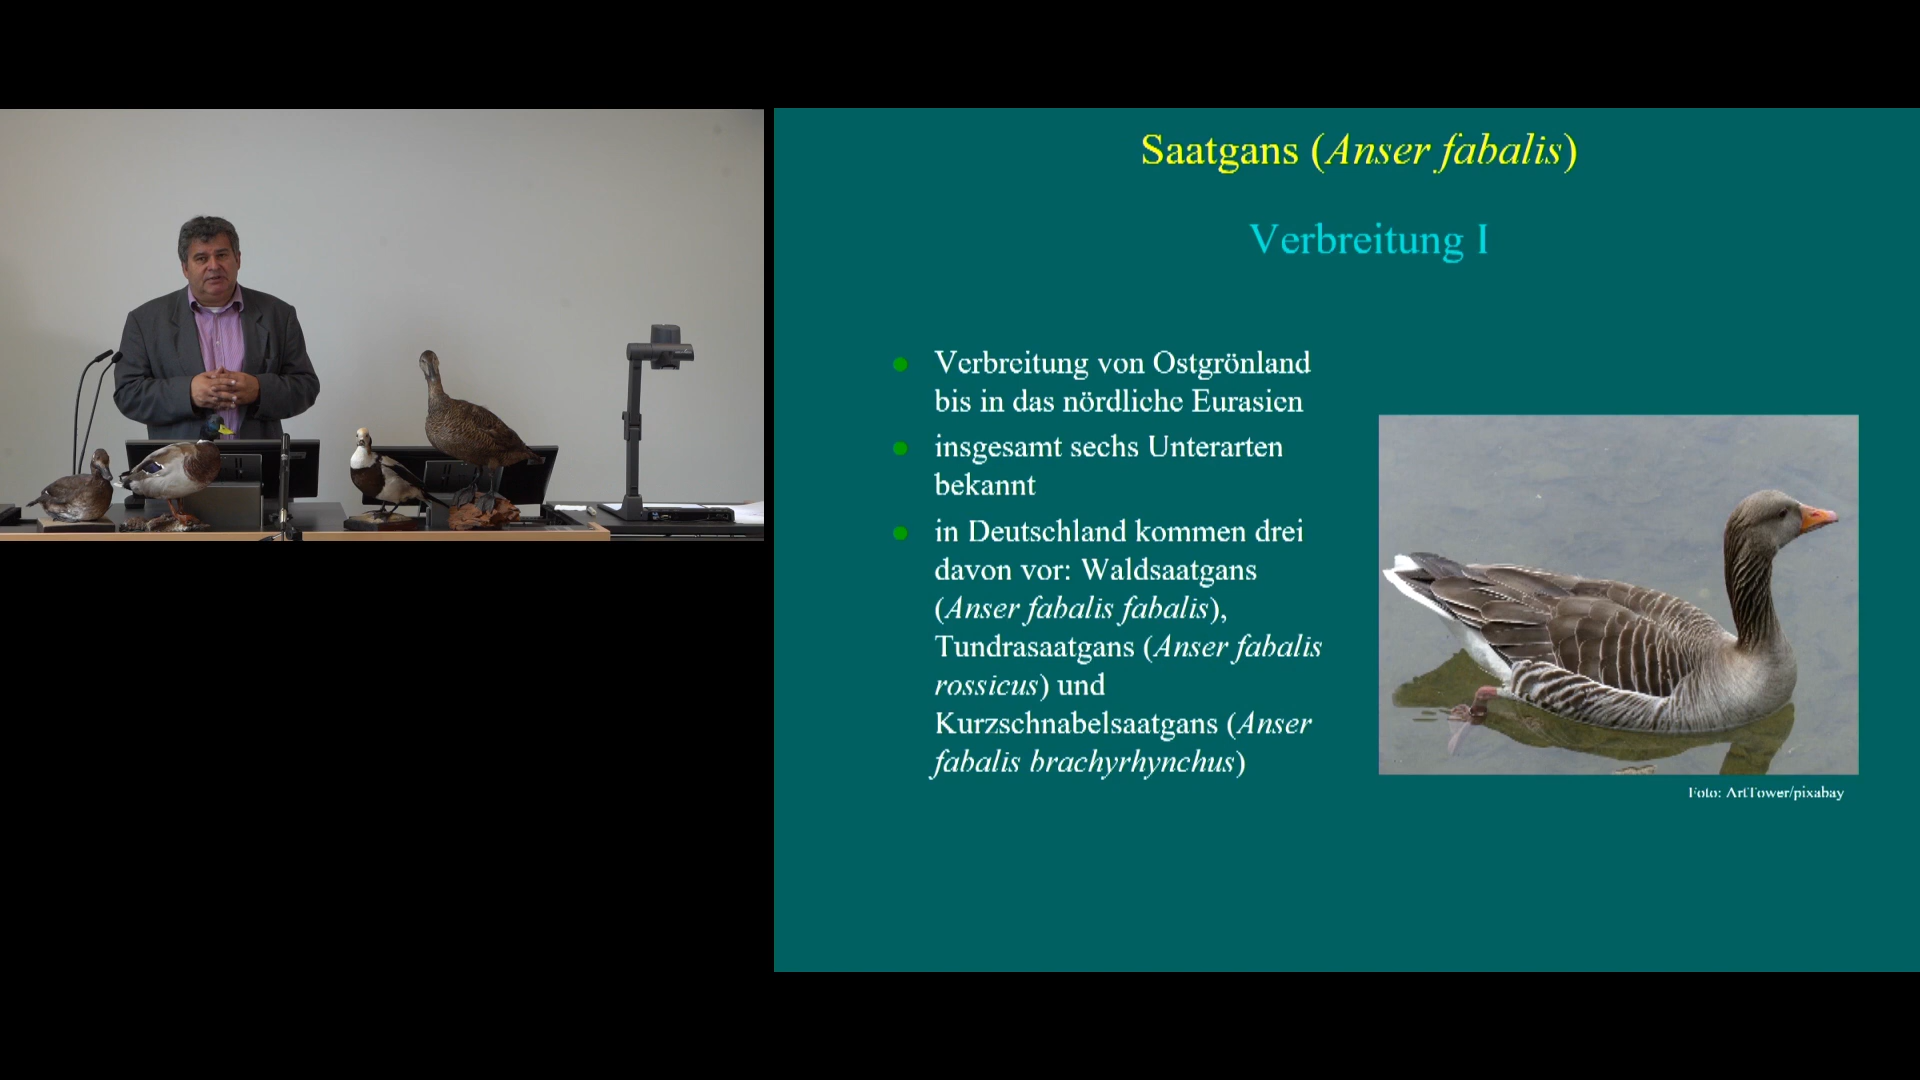 Saatgans (Anser fabalis)
Verbreitung I
Verbreitung von Ostgrönland
bis in das nördliche Eurasien
insgesamt sechs Unterarten
bekannt
in Deutschland kommen drei
davon vor: Waldsaatgans
(Anser fabalis fabalis),
Tundrasaatgans (Anser fabalis
rossicus) und
Kurzschnabelsaatgans (Anser
fabalis brachyrhynchus)
Foto: ArtTower/pixabay